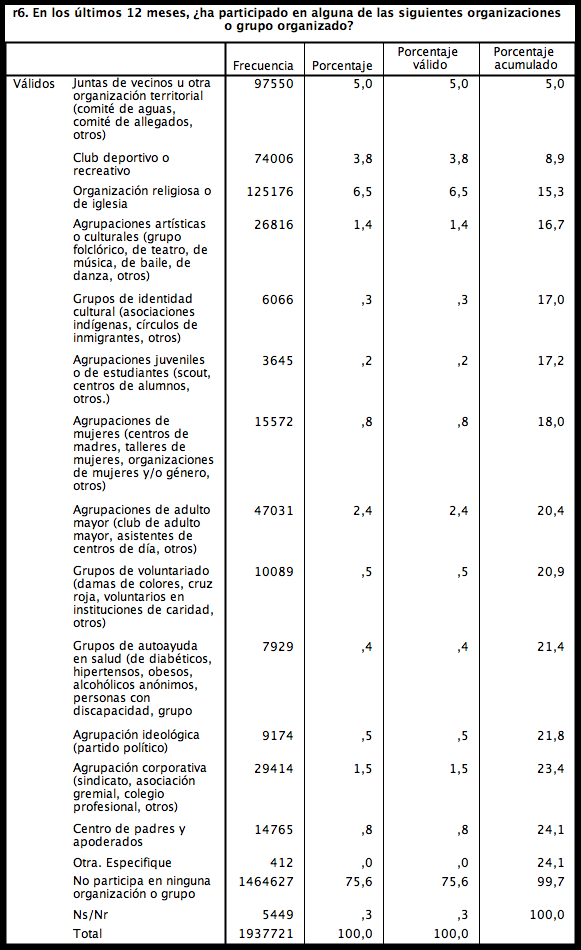 r6. En los últimos 12 meses, ¿ha participado en alguna de las siguientes organizaciones
o grupo organizado?
Frecuencia Porcentaje Porcentaje válido Porcentaje acumulado
Válidos Juntas de vecinos u otra 97550 5,0 5,0 5,0
organización territorial
(comité de aguas,
comité de allegados,
otros)
Club deportivo o 74006 3,8 3,8 8,9
recreativo
Organización religiosa o 125176 6,5 6,5 15,3
de iglesia
Agrupaciones artísticas 26816 1,4 1,4 16,7
o culturales (grupo
folclórico, de teatro, de
música, de baile, de
danza, otros)
Grupos de identidad 6066 ,3 ,3 17,0
cultural (asociaciones
indígenas, círculos de
inmigrantes, otros)
Agrupaciones juveniles 3645 ,2 ,2 17,2
o de estudiantes (scout,
centros de alumnos,
otros.)
Agrupaciones de 15572 ,8 ,8 18,0
mujeres (centros de
madres, talleres de
mujeres, organizaciones
de mujeres y/o género,
otros)
Agrupaciones de adulto 47031 2,4 2,4 20,4
mayor (club de adulto
mayor, asistentes de
centros de día, otros)
Grupos de voluntariado 10089 ,5 ,5 20,9
(damas de colores, cruz
roja, voluntarios en
instituciones de caridad,
otros)
Grupos de autoayuda 7929 ,4 ,4 21,4
en salud (de diabéticos,
hipertensos, obesos,
alcohólicos anónimos,
personas con
discapacidad, grupo
Agrupación ideológica 9174 ,5 ,5 21,8
(partido político)
Agrupación corporativa 29414 1,5 1,5 23,4
(sindicato, asociación
gremial, colegio
profesional, otros)
Centro de padres y 14765 ,8 ,8 24,1
apoderados
Otra. Especifique 412 ,0 ,0 24,1
No participa en ninguna 1464627 75,6 75,6 99,7
organización o grupo
Ns/Nr 5449 ,3 ,3 100,0
Total 1937721 100,0 100,0